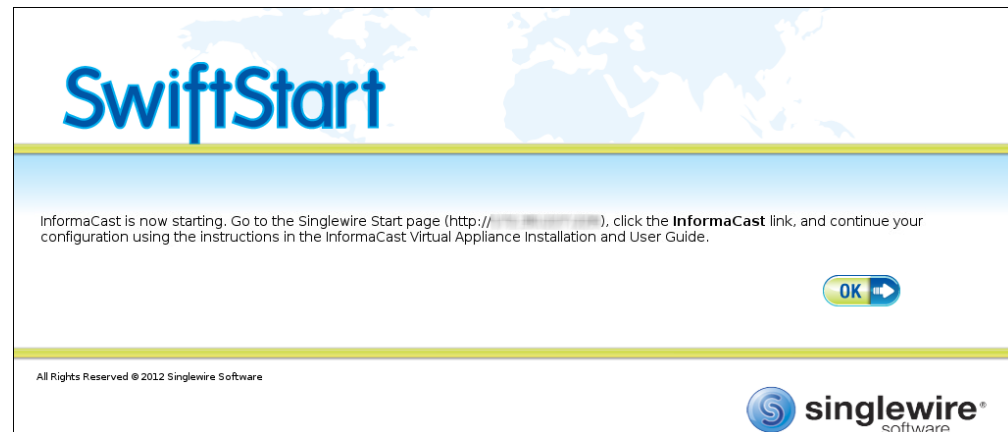 SwiftStart
InformaCast is now starting. Go to the Singlewire Start page (http:// ), click the InformaCast link, and continue your
configuration using the instructions in the InformaCast Virtual Appliance Installation and User Guide.
OK
All Rights Reserved © 2012 Singlewire Software
singlewire
software